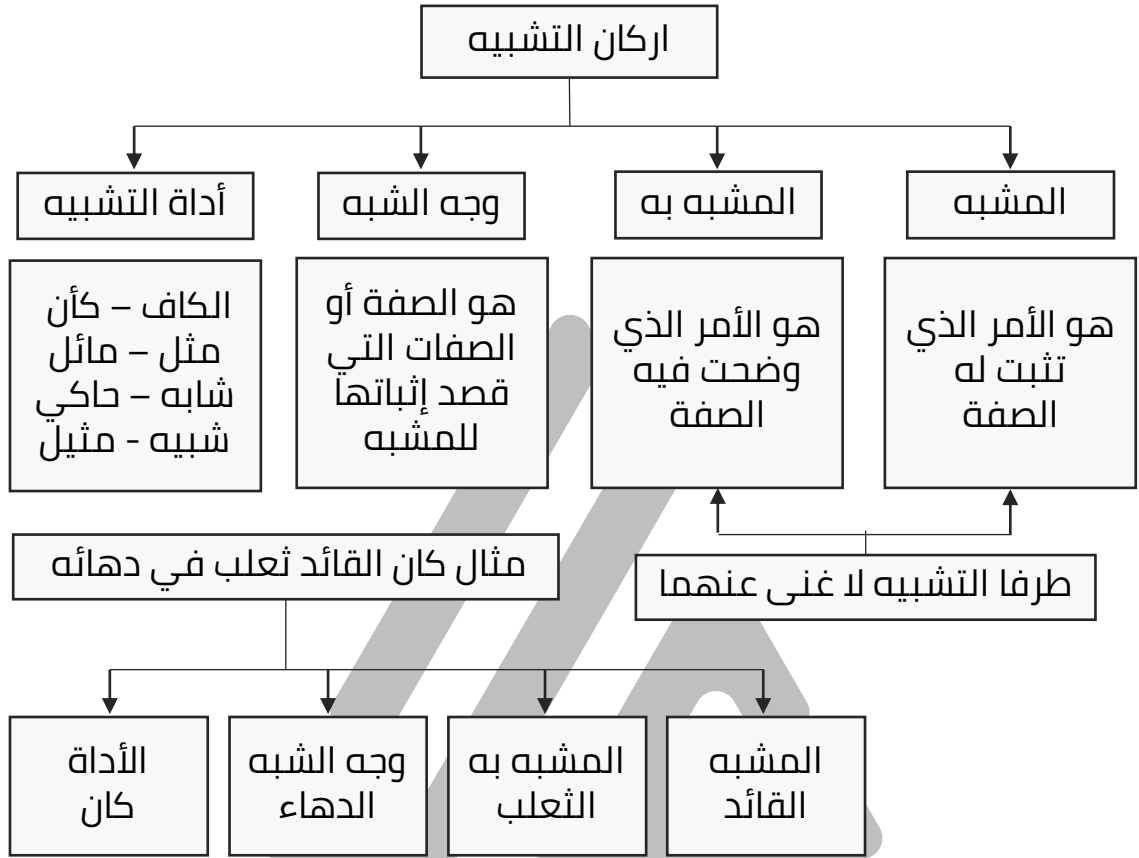 اركان التشبيه
المشبه
المشبه به
وجه الشبه
أداة التشبيه
هو الأمر الذي
تثبت له
الصفة
هو الأمر الذي
وضحت فيه
الصفة
هو الصفة أو
الصفات التي
قصد إثباتها
للمشبه
الكاف – كأن
مثل – مائل
شابه – حاكي
شبيه - مثيل
طرفا التشبيه لا غنى عنهما
مثال كان القائد ثعلب في دهائه
المشبه
القائد
المشبه به
الثعلب
وجه الشبه
الدهاء
الأداة
كان